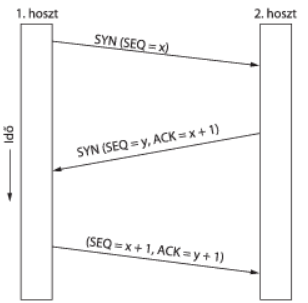 1. hoszt
2. hoszt
SYN (SEQ = x)
Idő
SYN (SEQ = y, ACK = x + 1)
(SEQ = x + 1, ACK = y + 1)